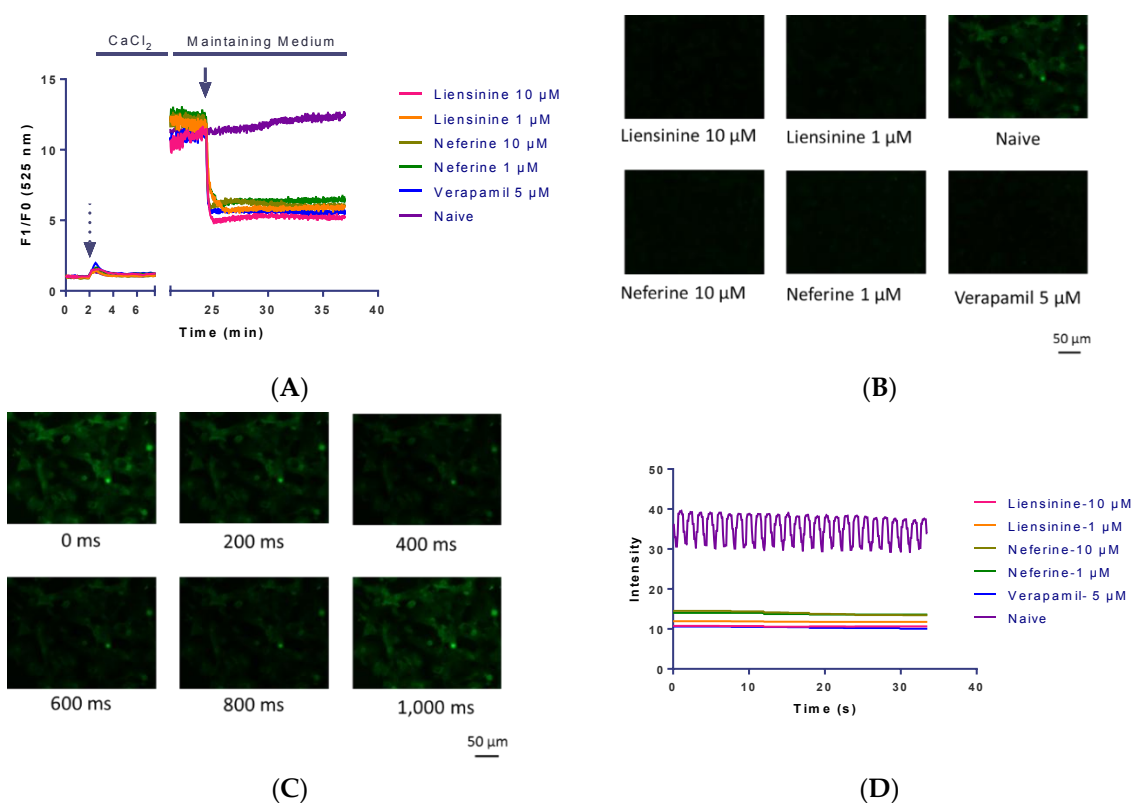 CaCl2 Maintaining Medium
15
10
5
0
F1/F0 (525 nm)
0 2 4 6 25 30 35 40
Time (min)
Liensinine 10 µM
Liensinine 1 µM
Neferine 10 µM
Neferine 1 µM
Verapamil 5 µM
Naive
(A)
Liensinine 10 µM Liensinine 1 µM Naive
Neferine 10 µM Neferine 1 µM Verapamil 5 µM
50 µm
(B)
0 ms 200 ms 400 ms
600 ms 800 ms 1,000 ms
50 µm
(C)
50
40
30
20
10
0
Intensity
0 10 20 30 40
Time (s)
Liensinine-10 µM
Liensinine-1 µM
Neferine-10 µM
Neferine-1 µM
Verapamil- 5 µM
Naive
(D)